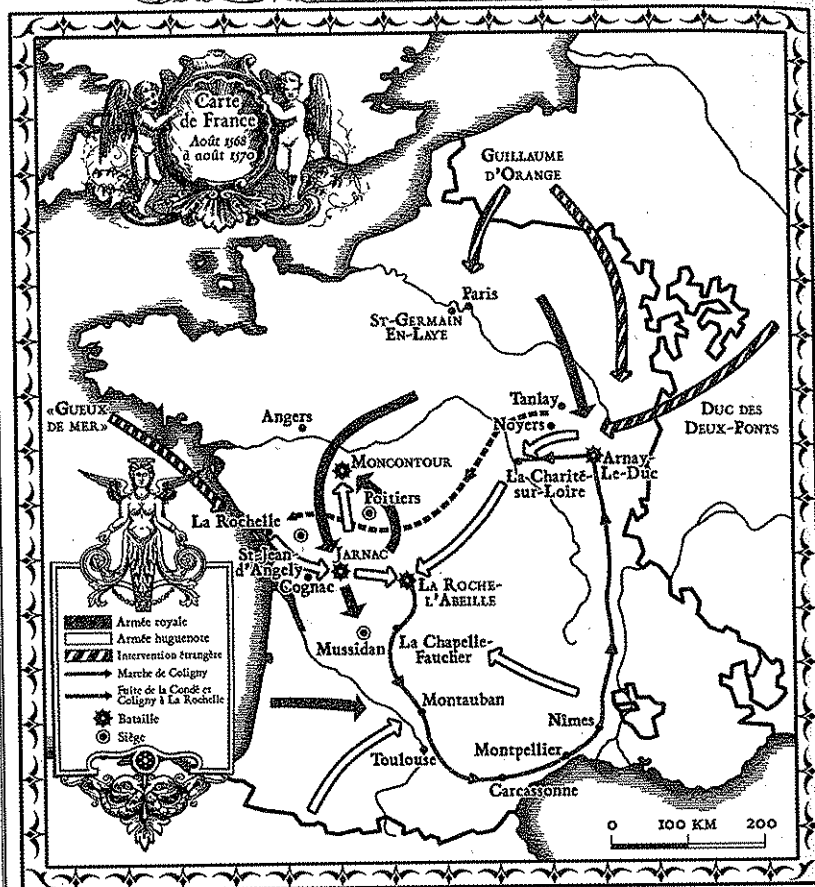 Carte
de France
Août 1568
à août 1570
GUILLAUME
D'ORANGE
Paris
ST-GERMAIN
EN-LAYE
«GUEUX
DE MER»
Angers
Tanlay
Noyers
DUC DES
DEUX-PONTS
MONCONTOUR
Arnay-
Le-Duc
La Charité-
sur-Loire
Poitiers
La Rochelle
St-Jean
d'Angely
JARNAC
Cognac
LA ROCHE-
L'ABEILLE
Mussidan
La Chapelle-
Faucher
Armée royale
Armée huguenote
Intervention étrangère
Marche de Coligny
Fuite de la Condé et
Coligny à La Rochelle
Bataille
Siège
Montauban
Nîmes
Toulouse
Montpellier
Carcassonne
0 100 KM 200